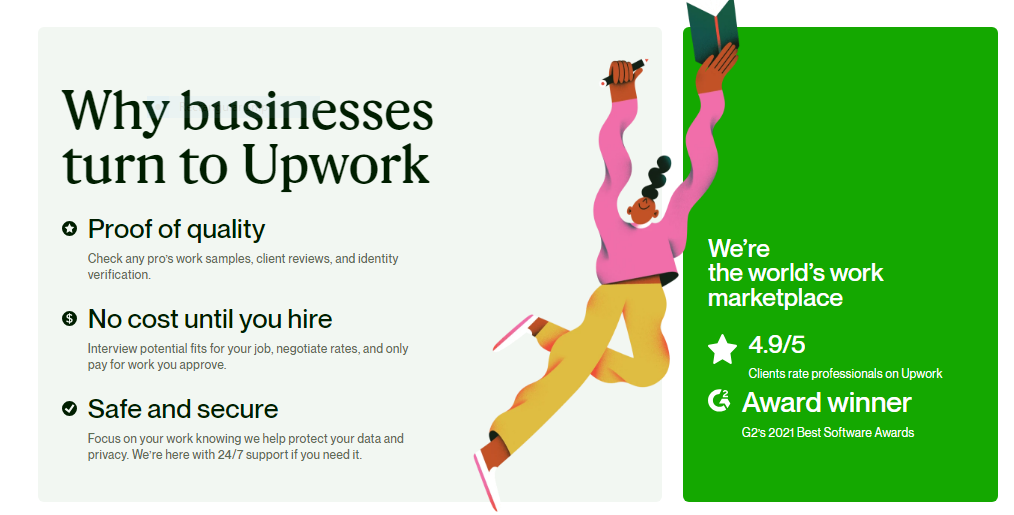 Why businesses
turn to Upwork
Proof of quality
Check any pro's work samples, client reviews, and identity
verification.
$
No cost until you hire
Interview potential fits for your job, negotiate rates, and only
pay for work you approve.
Safe and secure
Focus on your work knowing we help protect your data and
privacy. We're here with 24/7 support if you need it.
We're
the world's work
marketplace
4.9/5
Clients rate professionals on Upwork
G2
Award winner
G2's 2021 Best Software Awards